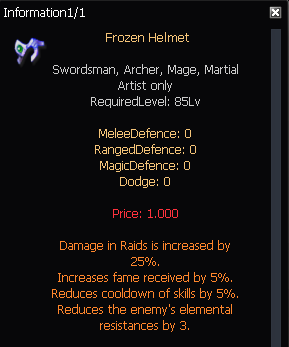 Information1/1
Frozen Helmet
Swordsman, Archer, Mage, Martial
Artist only
RequiredLevel: 85Lv
MeleeDefence: 0
RangedDefence: 0
MagicDefence: 0
Dodge: 0
Price: 1.000
Damage in Raids is increased by
25%.
Increases fame received by 5%.
Reduces cooldown of skills by 5%.
Reduces the enemy's elemental
resistances by 3.